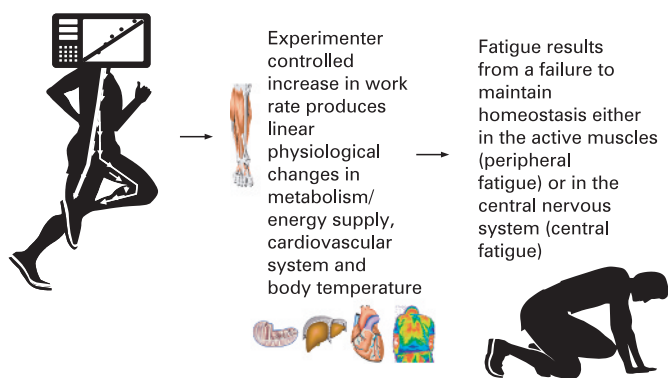 Experimenter
controlled
increase in work
rate produces
linear
physiological
changes in
metabolism/
energy supply,
cardiovascular
system and
body temperature
Fatigue results
from a failure to
maintain
homeostasis either
in the active muscles
(peripheral
fatigue) or in the
central nervous
system (central
fatigue)